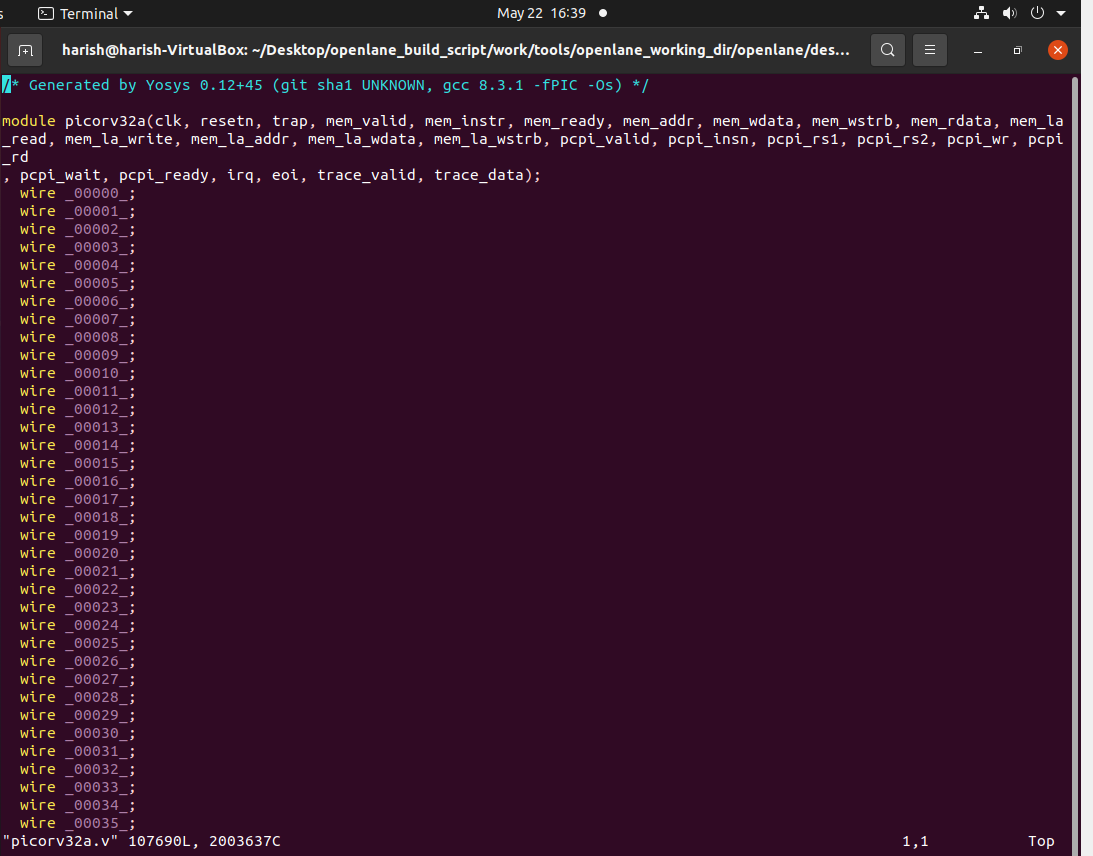 s Terminal May 22 16:39
harish@harish-VirtualBox: ~/Desktop/openlane_build_script/work/tools/openlane_working_dir/openlane/des...
/* Generated by Yosys 0.12+45 (git sha1 UNKNOWN, gcc 8.3.1 -fPIC -Os) */
module picorv32a(clk, resetn, trap, mem_valid, mem_instr, mem_ready, mem_addr, mem_wdata, mem_wstrb, mem_rdata, mem_la
_read, mem_la_write, mem_la_addr, mem_la_wdata, mem_la_wstrb, pcpi_valid, pcpi_insn, pcpi_rs1, pcpi_rs2, pcpi_wr, pcpi
_rd
, pcpi_wait, pcpi_ready, irq, eoi, trace_valid, trace_data);
wire _00000_;
wire _00001_;
wire _00002_;
wire _00003_;
wire _00004_;
wire _00005_;
wire _00006_;
wire _00007_;
wire _00008_;
wire _00009_;
wire _00010_;
wire _00011_;
wire _00012_;
wire _00013_;
wire _00014_;
wire _00015_;
wire _00016_;
wire _00017_;
wire _00018_;
wire _00019_;
wire _00020_;
wire _00021_;
wire _00022_;
wire _00023_;
wire _00024_;
wire _00025_;
wire _00026_;
wire _00027_;
wire _00028_;
wire _00029_;
wire _00030_;
wire _00031_;
wire _00032_;
wire _00033_;
wire _00034_;
wire _00035_;
"picorv32a.v" 107690L, 2003637C 1,1 Top